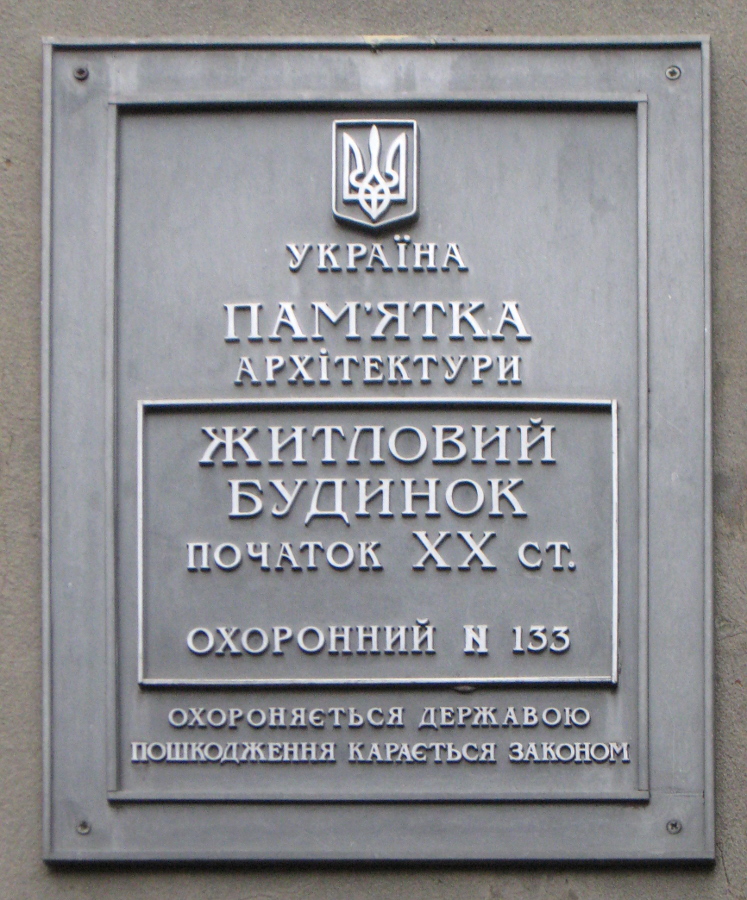 УКРАЇНА
ПАМ'ЯТКА
АРХІТЕКТУРИ
ЖИТЛОВИЙ
БУДИНОК
ПОЧАТОК XX СТ.
ОХОРОННИЙ N 133
ОХОРОНЯЄТЬСЯ ДЕРЖАВОЮ
ПОШКОДЖЕННЯ КАРАЄТЬСЯ ЗАКОНОМ